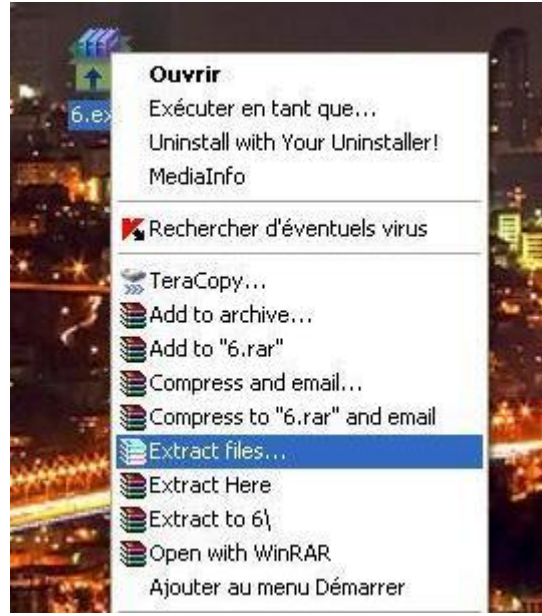 6.ex
Ouvrir
Exécuter en tant que...
Uninstall with Your Uninstaller!
MediaInfo
Rechercher d'éventuels virus
TeraCopy...
Add to archive...
Add to "6.rar"
Compress and email...
Compress to "6.rar" and email
Extract files...
Extract Here
Extract to 6\
Open with WinRAR
Ajouter au menu Démarrer